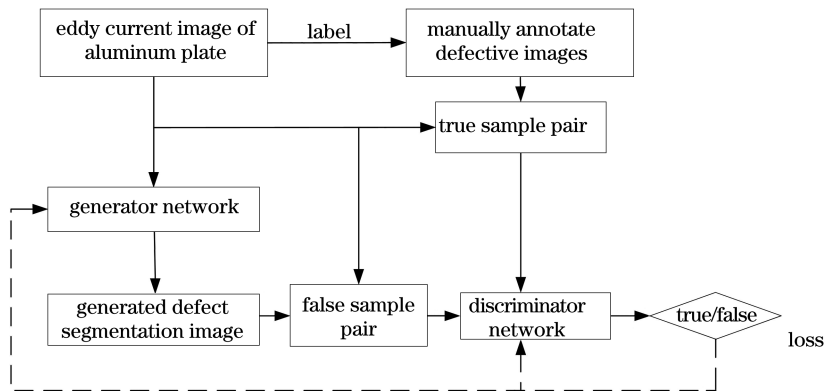 eddy current image of
aluminum plate
label
manually annotate
defective images
true sample pair
generator network
generated defect
segmentation image
false sample
pair
discriminator
network
true/false
loss